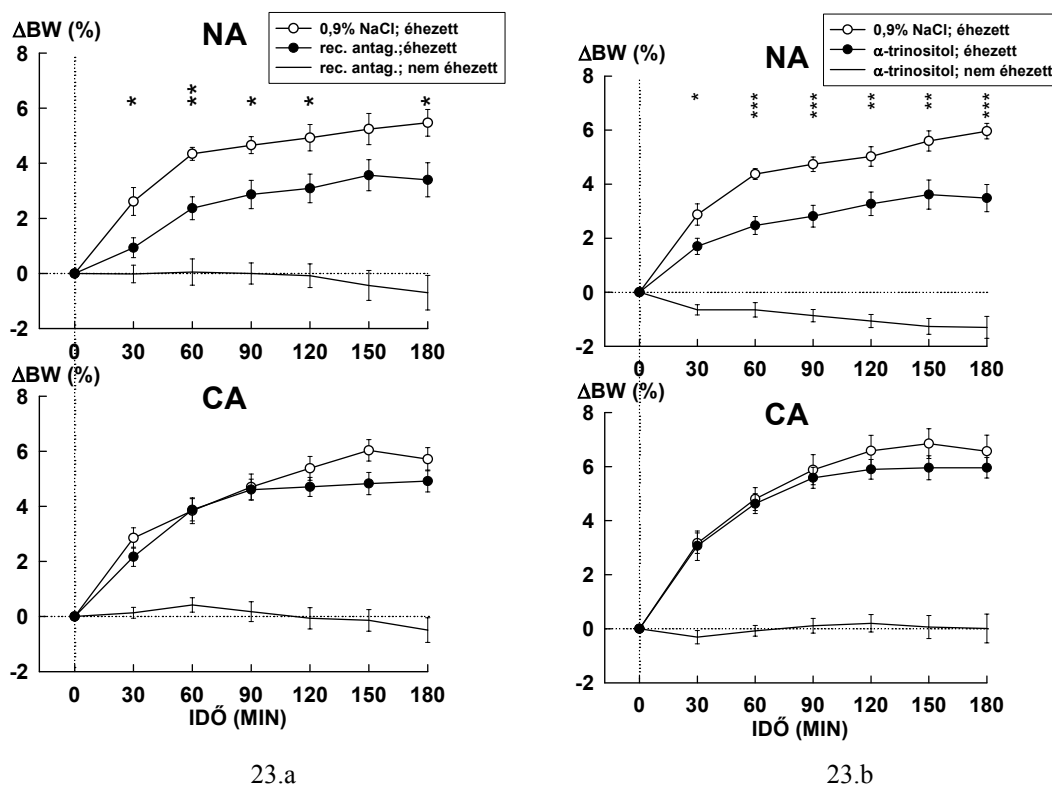 ΔBW (%)
NA
0,9% NaCl; éhezett
rec. antag.;éhezett
rec. antag.; nem éhezett
8
6
4
2
0
-2
* ** * * *
0 30 60 90 120 150 180
ΔBW (%)
CA
8
6
4
2
0
-2
0 30 60 90 120 150 180
IDŐ (MIN)
23.a
ΔBW (%)
NA
0,9% NaCl; éhezett
α-trinositol; éhezett
α-trinositol; nem éhezett
8
6
4
2
0
-2
* *** *** ** ** ***
0 30 60 90 120 150 180
ΔBW (%)
CA
8
6
4
2
0
-2
0 30 60 90 120 150 180
IDŐ (MIN)
23.b